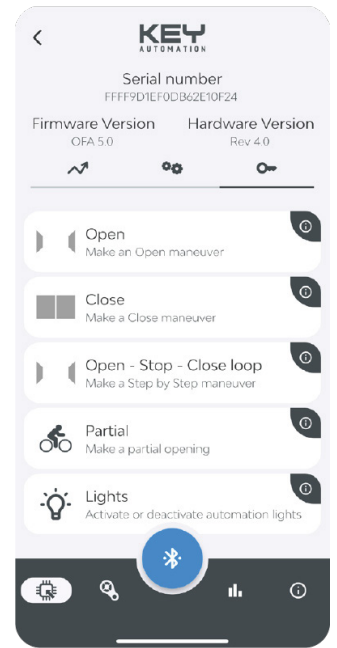 KEY
AUTOMATION
Serial number
FFFF9D1EF0DB62E10F24
Firmware Version Hardware Version
OFA 5.0 Rev 4.0
Open
Make an Open maneuver
Close
Make a Close maneuver
Open - Stop - Close loop
Make a Step by Step maneuver
Partial
Make a partial opening
Lights
Activate or deactivate automation lights